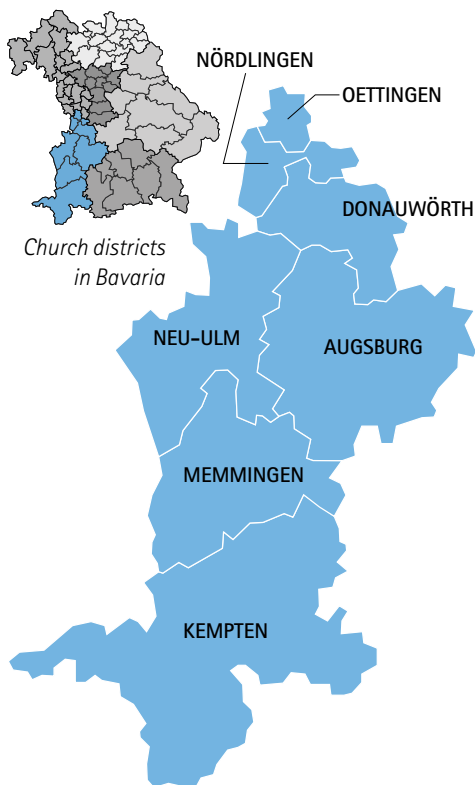 NÖRDLINGEN
OETTINGEN
DONAUWÖRTH
Church districts
in Bavaria
NEU-ULM
AUGSBURG
MEMMINGEN
KEMPTEN